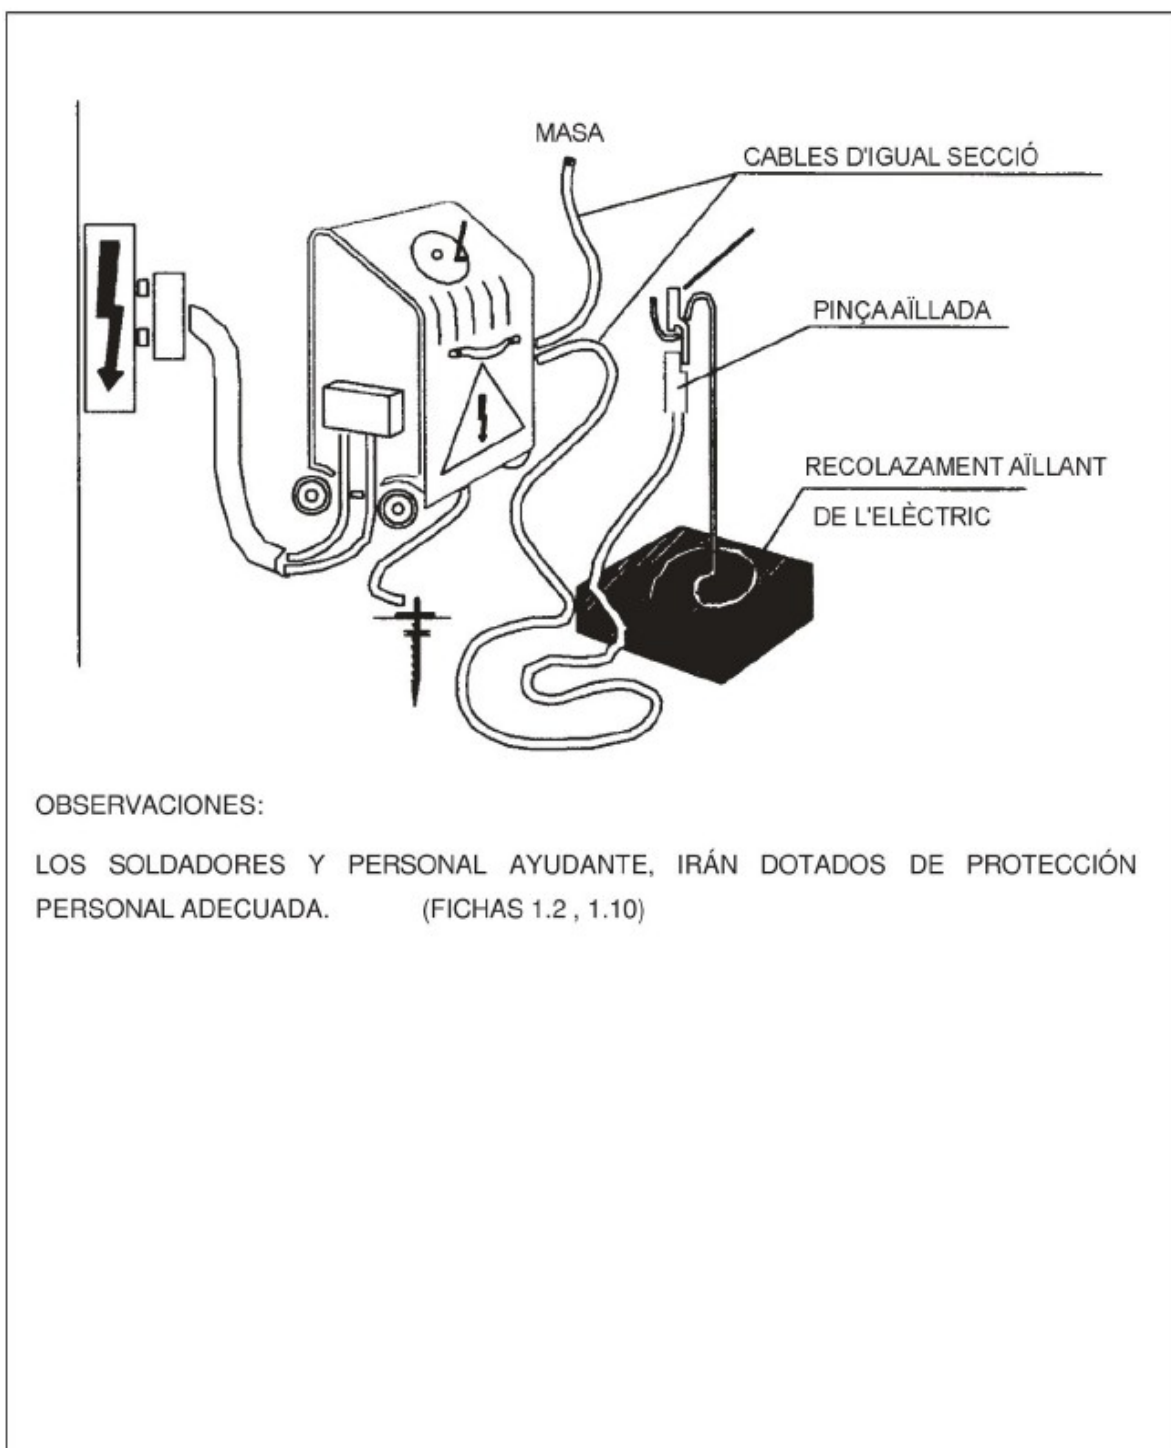 MASA
CABLES D'IGUAL SECCIÓ
PINÇA AÏLLADA
RECOLAZAMENT AÏLLANT
DE L'ELÈCTRIC
OBSERVACIONES:
LOS SOLDADORES Y PERSONAL AYUDANTE, IRÁN DOTADOS DE PROTECCIÓN
PERSONAL ADECUADA. (FICHAS 1.2 , 1.10)